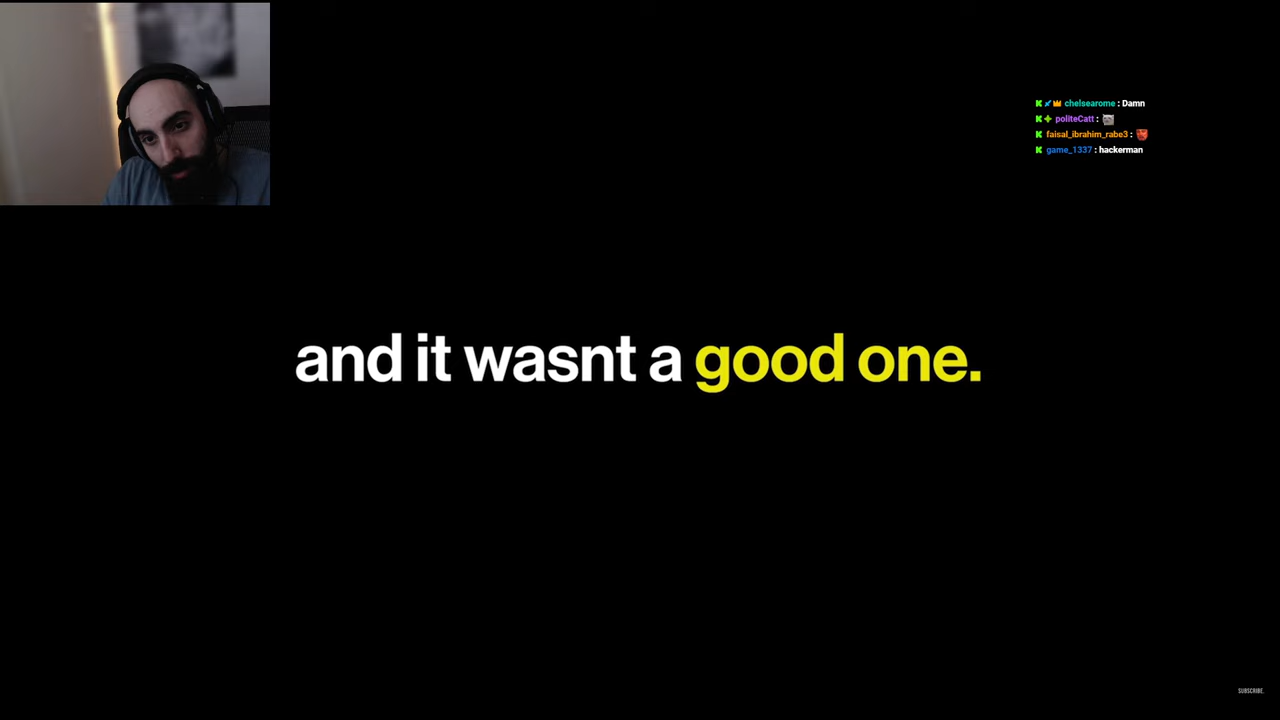 chelsearome : Damn
politeCatt :
faisal_ibrahim_rabe3 :
game_1337 : hackerman
and it wasnt a good one.
SUBSCRIBE.